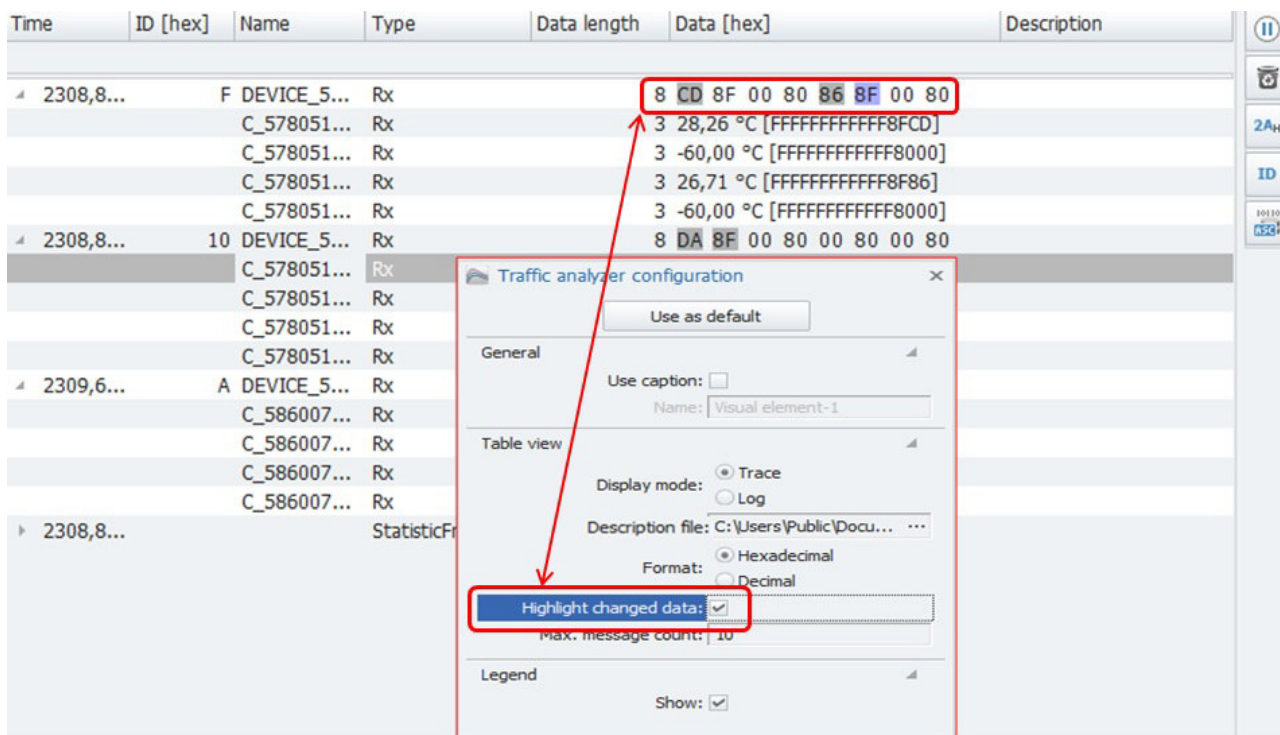 Time ID [hex] Name Type Data length Data [hex] Description
2308,8... F DEVICE_5... Rx 8 CD 8F 00 80 86 8F 00 80
C_578051... Rx 3 28,26 °C [FFFFFFFFFFFF8FCD]
2A
C_578051... Rx 3 -60,00 °C [FFFFFFFFFFFF8000]
C_578051... Rx 3 26,71 °C [FFFFFFFFFFFF8F86]
ID
C_578051... Rx 3 -60,00 °C [FFFFFFFFFFFF8000]
ASC
2308,8... 10 DEVICE_5... Rx 8 DA 8F 00 80 00 80 00 80
C_578051... Rx
C_578051... Rx
C_578051... Rx
C_578051... Rx
2309,6... A DEVICE_5... Rx
C_586007... Rx
C_586007... Rx
C_586007... Rx
C_586007... Rx
2308,8... StatisticFr
Traffic analyzer configuration
Use as default
General
Use caption:
Name: Visual element-1
Table view
Display mode: Trace
Log
Description file: C:\Users\Public\Docu... ...
Format: Hexadecimal
Decimal
Highlight changed data:
Max. message count: 10
Legend
Show: